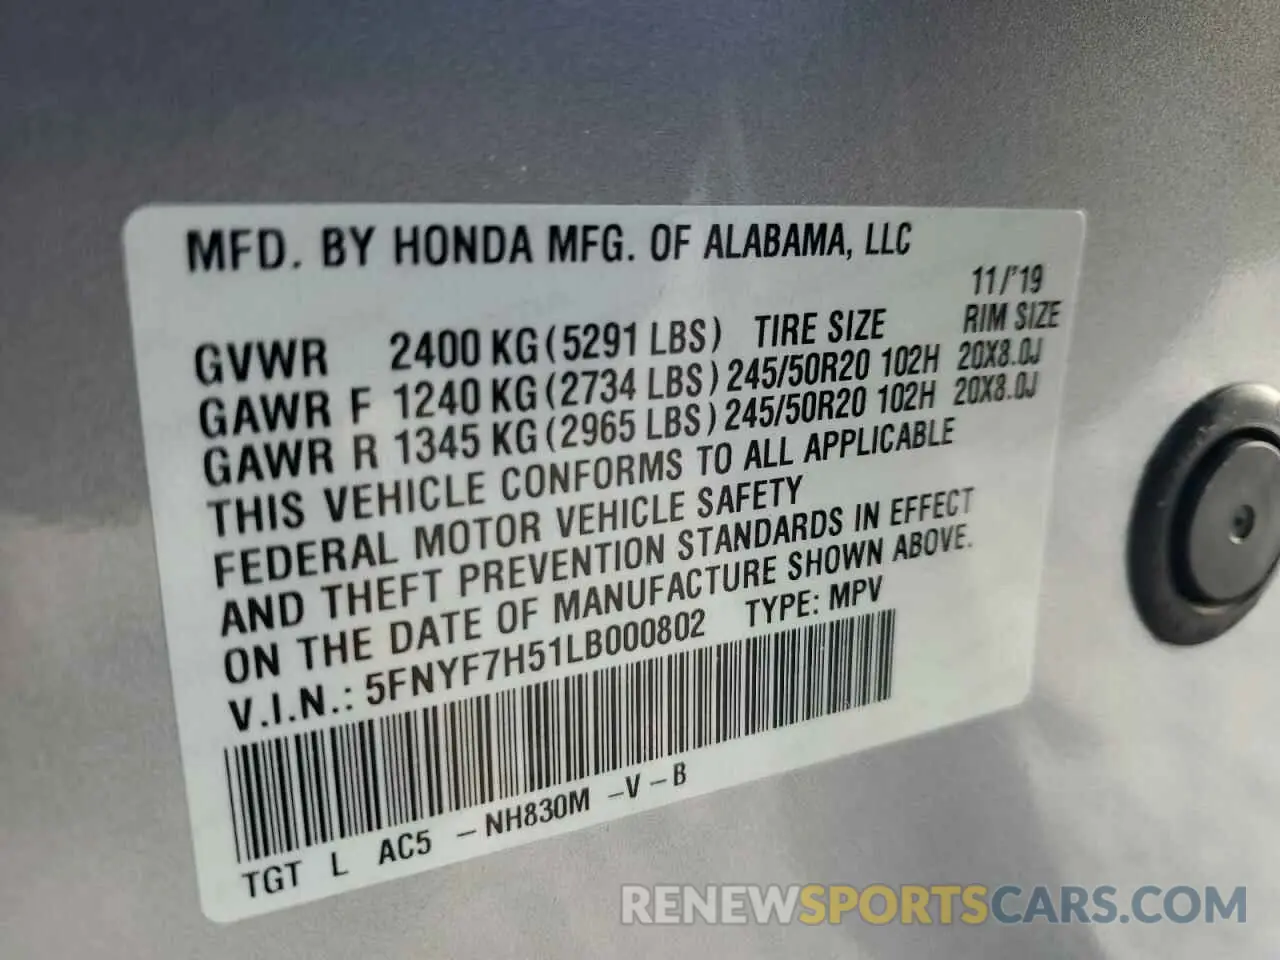 MFD. BY HONDA MFG. OF ALABAMA, LLC
11/'19
GVWR 2400 KG (5291 LBS) TIRE SIZE RIM SIZE
GAWR F 1240 KG (2734 LBS) 245/50R20 102H 20X8.0J
GAWR R 1345 KG (2965 LBS) 245/50R20 102H 20X8.0J
THIS VEHICLE CONFORMS TO ALL APPLICABLE
FEDERAL MOTOR VEHICLE SAFETY
AND THEFT PREVENTION STANDARDS IN EFFECT
ON THE DATE OF MANUFACTURE SHOWN ABOVE.
V.I.N.: 5FNYF7H51LB000802 TYPE: MPV
TGT L AC5 -NH830M -V-B
RENEWSPORTSCARS.COM